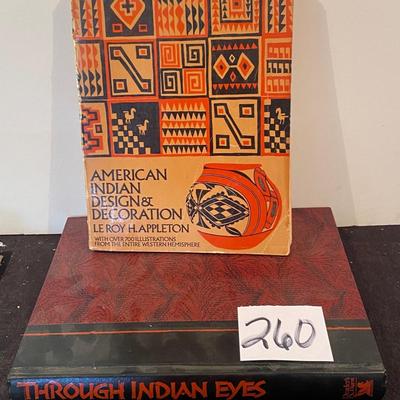 AMERICAN
INDIAN
DESIGN &
DECORATION
LE ROY H. APPLETON
WITH OVER 700 ILLUSTRATIONS
FROM THE ENTIRE WESTERN HEMISPHERE
260
THROUGH INDIAN EYES